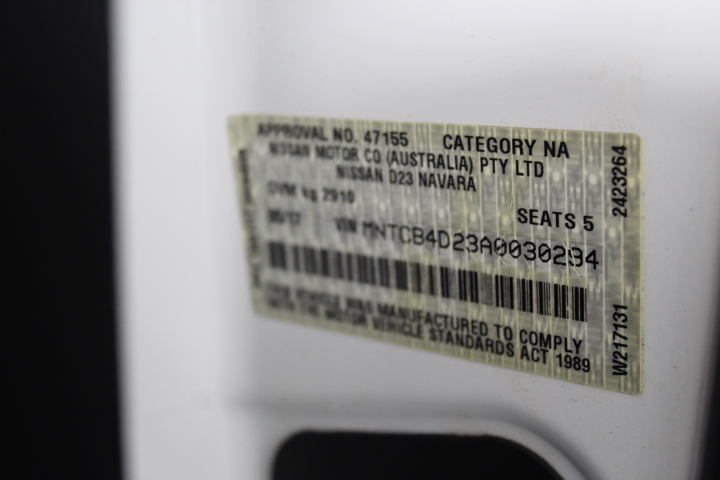 APPROVAL NO. 47155 CATEGORY NA
NISSAN MOTOR CO (AUSTRALIA) PTY LTD
NISSAN D23 NAVARA
GVM kg 2910
SEATS 5
VIN MNTCB4D23A0030294
THIS VEHICLE WAS MANUFACTURED TO COMPLY
WITH THE MOTOR VEHICLE STANDARDS ACT 1989
2423264
W217131